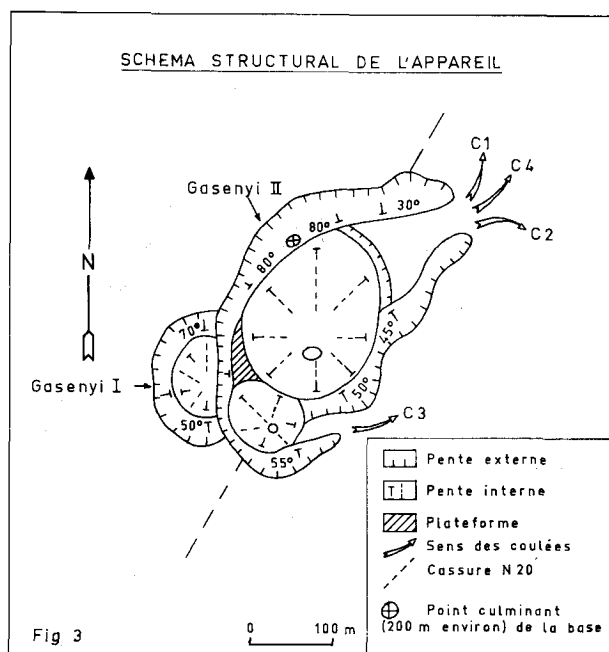 SCHEMA STRUCTURAL DE L'APPAREIL
C1
C4
C2
Gasenyi II
30°
80°
80°
N
70°
45°
Gasenyi I
50°
50°
C3
55°
Pente externe
Pente interne
Plateforme
Sens des coulées
Cassure N20
Point culminant
(200 m environ) de la base
Fig 3
0 100 m